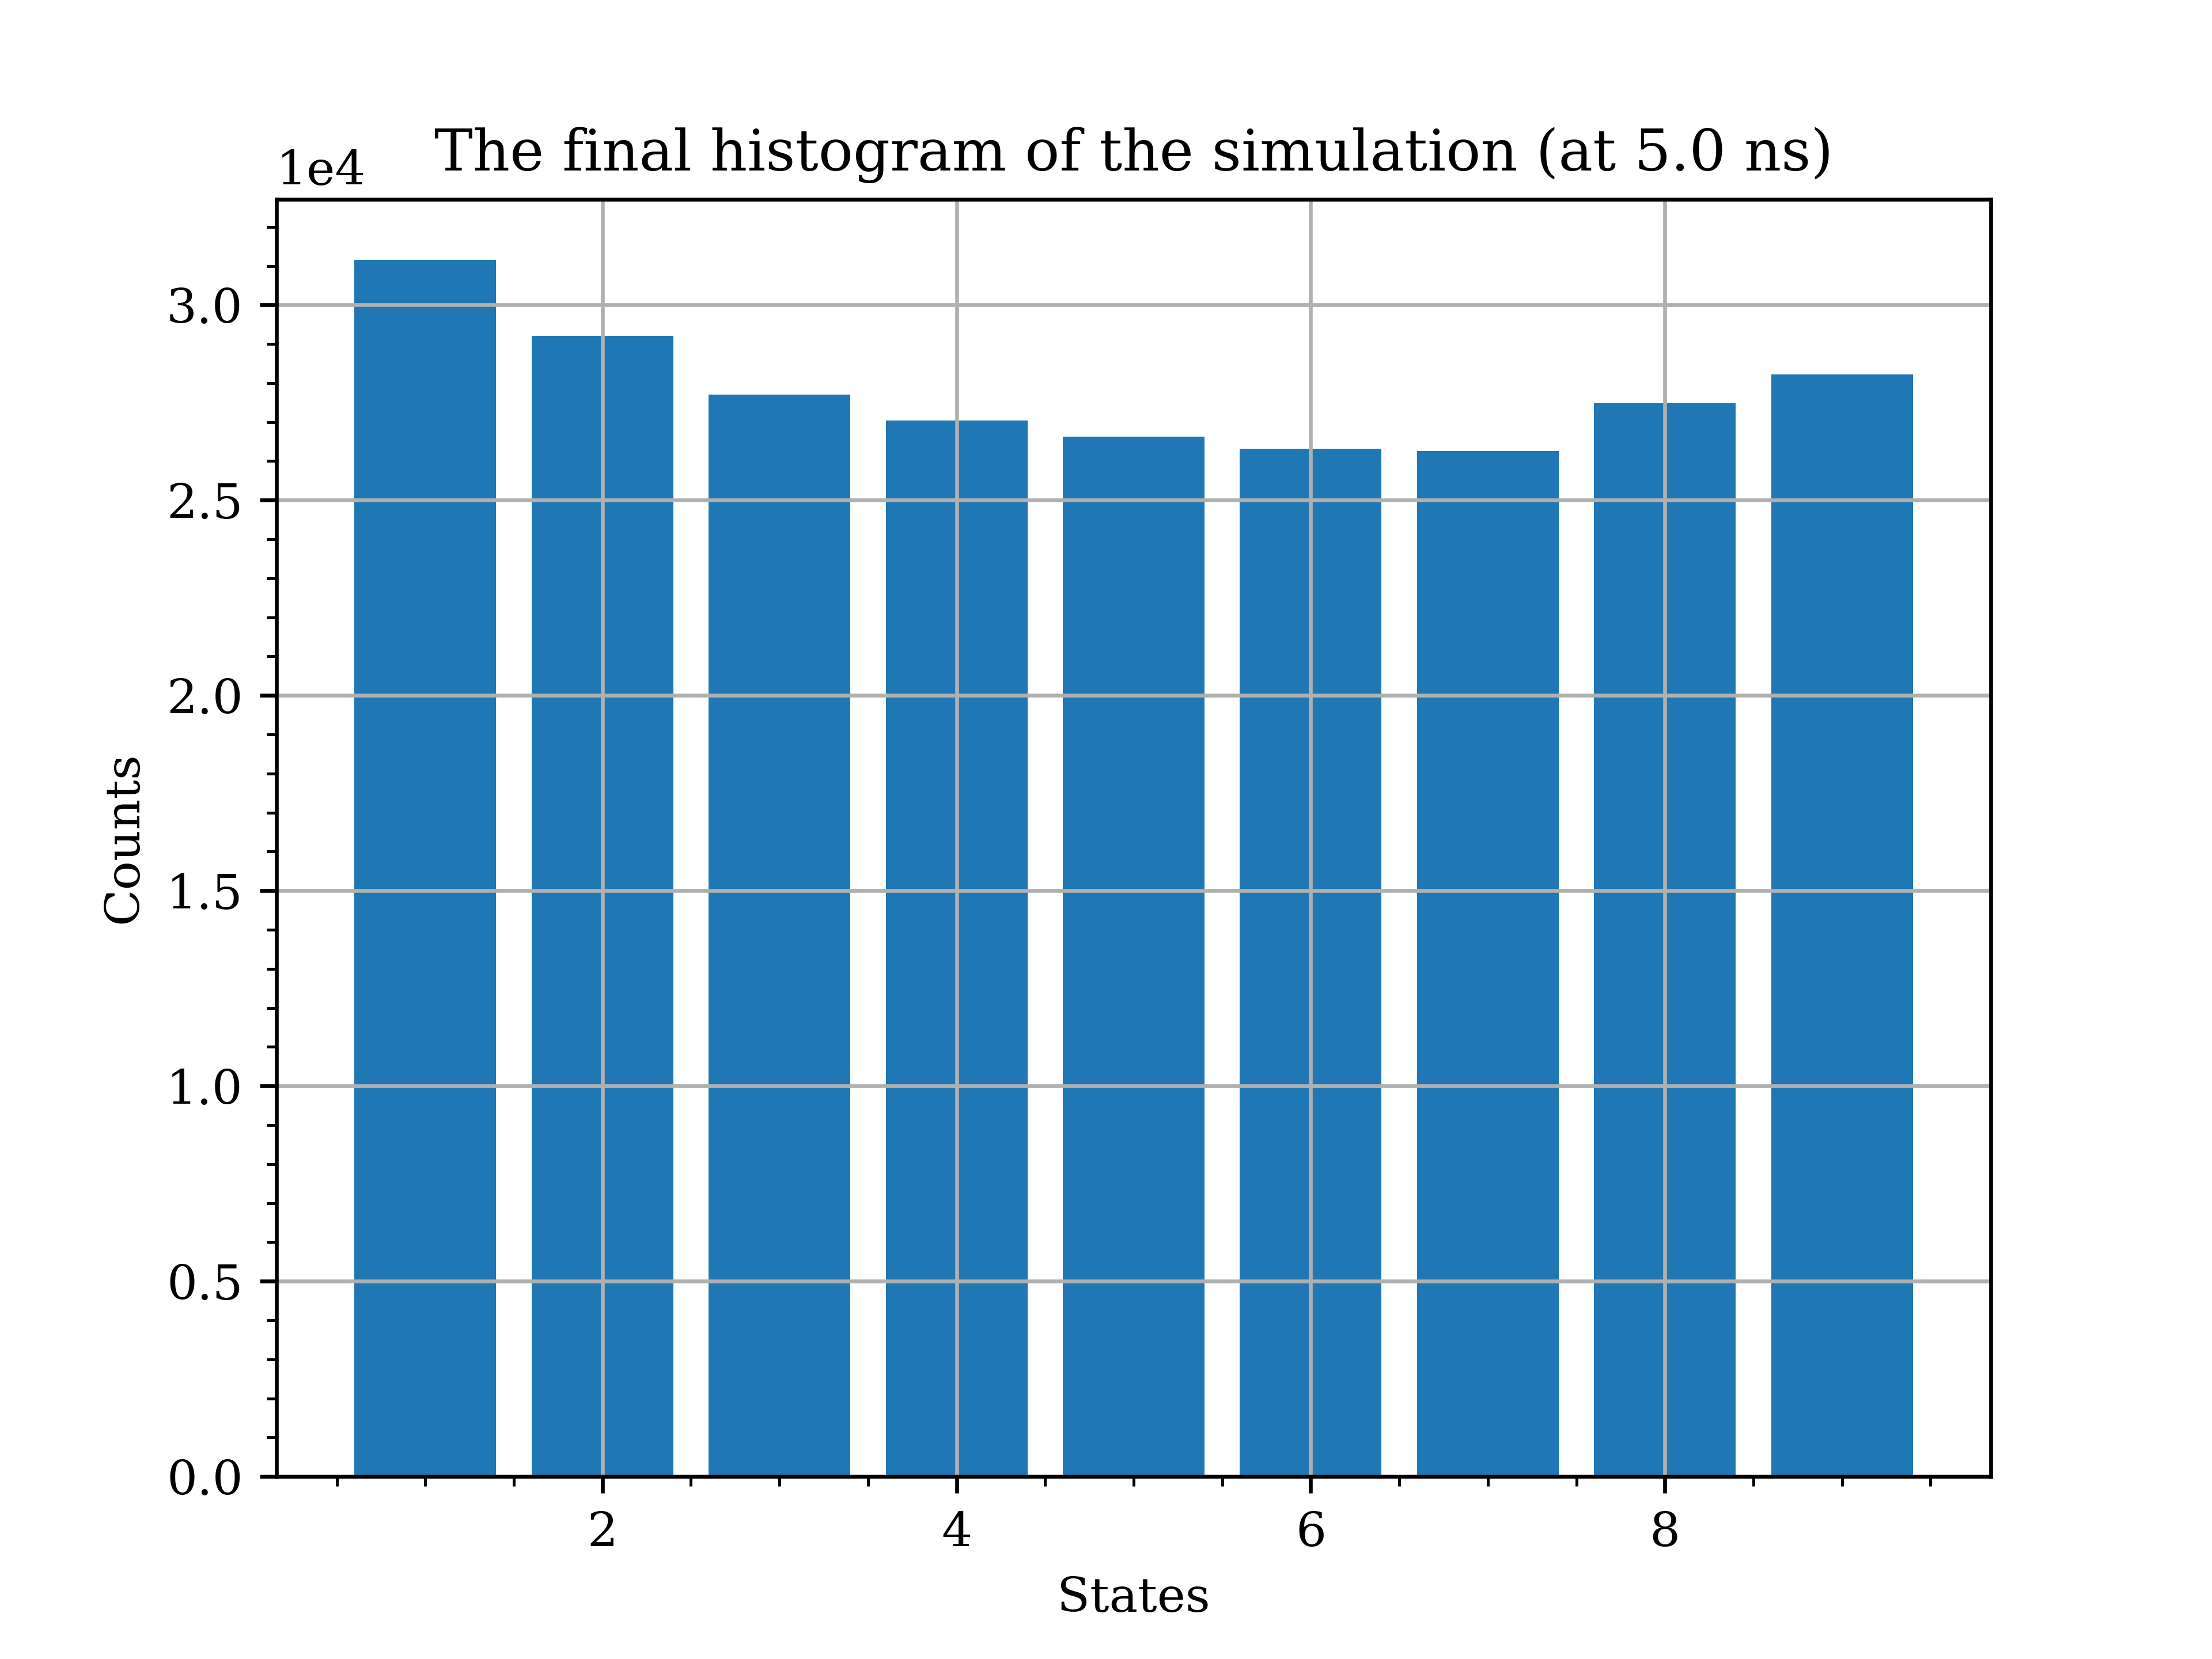 The final histogram of the simulation (at 5.0 ns)
1e4
3.0
2.5
2.0
1.5
1.0
0.5
0.0
Counts
2 4 6 8
States